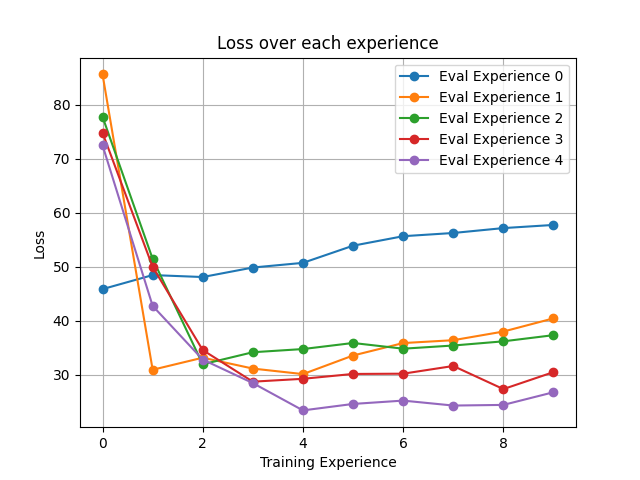 Loss over each experience
Eval Experience 0
Eval Experience 1
Eval Experience 2
Eval Experience 3
Eval Experience 4
80
70
60
50
40
30
Loss
0 2 4 6 8
Training Experience